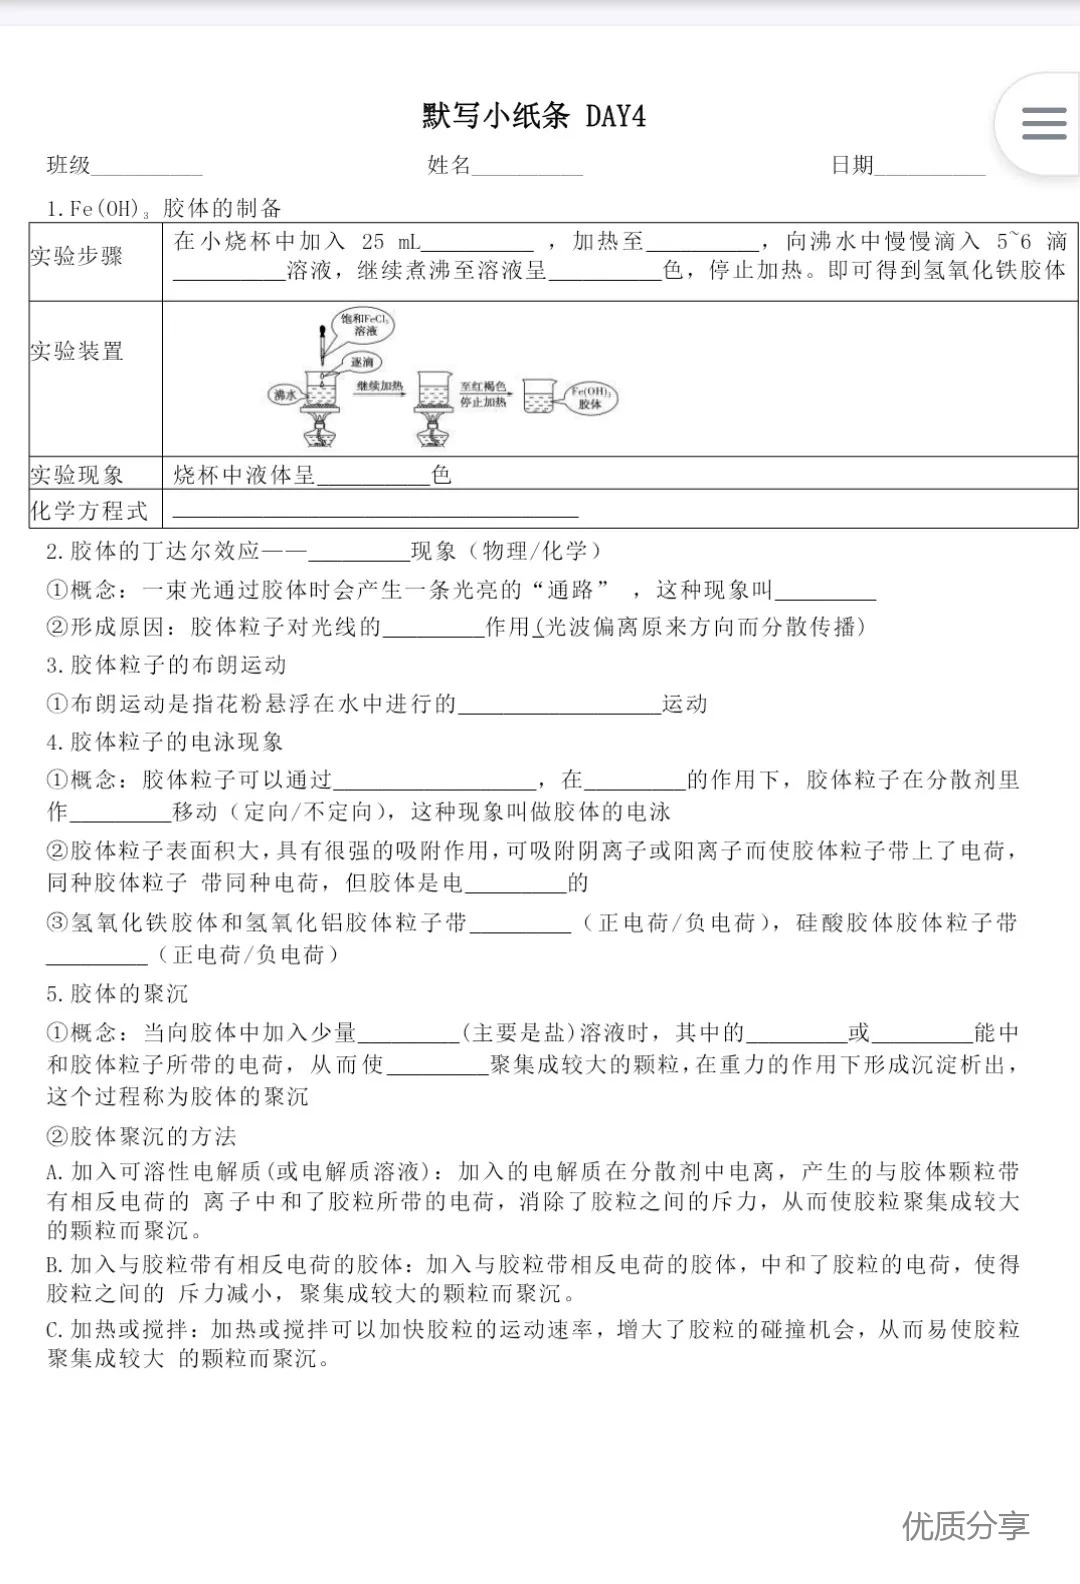 默写小纸条 DAY4
班级__________ 姓名__________ 日期__________
1.Fe(OH)₃ 胶体的制备
实验步骤
在小烧杯中加入 25 mL__________ ，加热至__________，向沸水中慢慢滴入 5~6 滴
__________溶液，继续煮沸至溶液呈__________色，停止加热。即可得到氢氧化铁胶体
实验装置
饱和FeCl₃
溶液
逐滴
沸水
继续加热
至红褐色
停止加热
Fe(OH)₃
胶体
实验现象
烧杯中液体呈__________色
化学方程式
____________________________________
2.胶体的丁达尔效应——_________现象（物理/化学）
①概念：一束光通过胶体时会产生一条光亮的“通路” ，这种现象叫_________
②形成原因：胶体粒子对光线的_________作用(光波偏离原来方向而分散传播)
3.胶体粒子的布朗运动
①布朗运动是指花粉悬浮在水中进行的__________________运动
4.胶体粒子的电泳现象
①概念：胶体粒子可以通过__________________，在_________的作用下，胶体粒子在分散剂里
作_________移动（定向/不定向），这种现象叫做胶体的电泳
②胶体粒子表面积大，具有很强的吸附作用，可吸附阴离子或阳离子而使胶体粒子带上了电荷，
同种胶体粒子 带同种电荷，但胶体是电_________的
③氢氧化铁胶体和氢氧化铝胶体粒子带_________（正电荷/负电荷），硅酸胶体胶体粒子带
_________（正电荷/负电荷）
5.胶体的聚沉
①概念：当向胶体中加入少量_________(主要是盐)溶液时，其中的_________或_________能中
和胶体粒子所带的电荷，从而使_________聚集成较大的颗粒，在重力的作用下形成沉淀析出，
这个过程称为胶体的聚沉
②胶体聚沉的方法
A.加入可溶性电解质(或电解质溶液)：加入的电解质在分散剂中电离，产生的与胶体颗粒带
有相反电荷的 离子中和了胶粒所带的电荷，消除了胶粒之间的斥力，从而使胶粒聚集成较大
的颗粒而聚沉。
B.加入与胶粒带有相反电荷的胶体：加入与胶粒带相反电荷的胶体，中和了胶粒的电荷，使得
胶粒之间的 斥力减小，聚集成较大的颗粒而聚沉。
C.加热或搅拌：加热或搅拌可以加快胶粒的运动速率，增大了胶粒的碰撞机会，从而易使胶粒
聚集成较大 的颗粒而聚沉。
优质分享